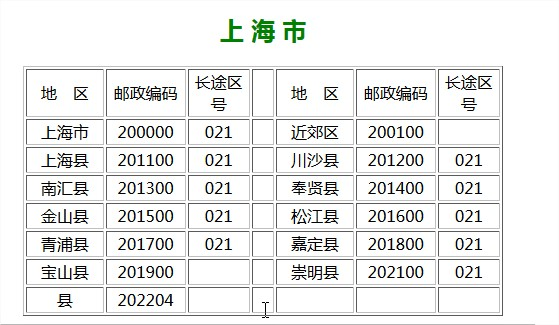 上海市
地 区 邮政编码 长途区号 地 区 邮政编码 长途区号
上海市 200000 021 近郊区 200100
上海县 201100 021 川沙县 201200 021
南汇县 201300 021 奉贤县 201400 021
金山县 201500 021 松江县 201600 021
青浦县 201700 021 嘉定县 201800 021
宝山县 201900 崇明县 202100 021
县 202204